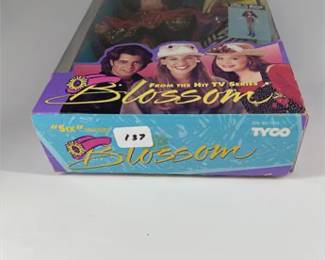 FROM THE HIT TV SERIES
Blossom
"SIX"
137
TYCO
Blossom